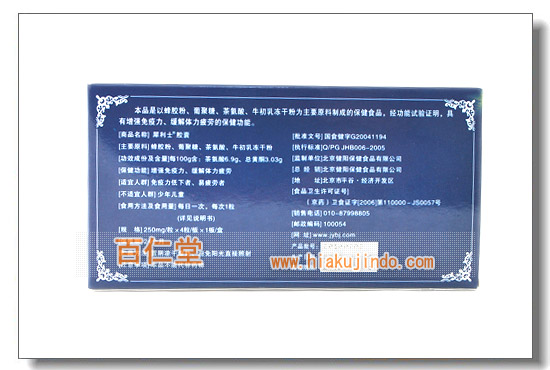 本品是以蜂胶粉、葡聚糖、茶氨酸、牛初乳冻干粉为主要原料制成的保健食品，经功能试验证明，具
有增强免疫力、缓解体力疲劳的保健功能。
[商品名称] 犀利士®胶囊
[主要原料] 蜂胶粉、葡聚糖、茶氨酸、牛初乳冻干粉
功效成份及含量]每100g含：茶氨酸6.9g、总黄酮3.03g
[保健功能] 增强免疫力、缓解体力疲劳
[适宜人群] 免疫力低下者、易疲劳者
[不适宜人群] 少年儿童
[食用方法及食用量] 每日一次，每次1粒
(详见说明书)
[规 格] 250mg/粒×4粒/板×1板/盒
免阳光直接照射
[批准文号] 国食健字G20041194
[执行标准] Q/PG JHB006-2005
[监制单位] 北京健阳保健食品有限公司
[总 经 销] 北京健阳保健食品有限公司
[地 址] 北京市平谷·经济开发区
[食品卫生许可证号]
(京药）卫食证字[2006]第110000-JS0057号
[销售电话] 010-87998805
[邮政编码] 100054
[网 址] www.jybj.com
产品批号:
百仁堂
www.hiakujindo.com